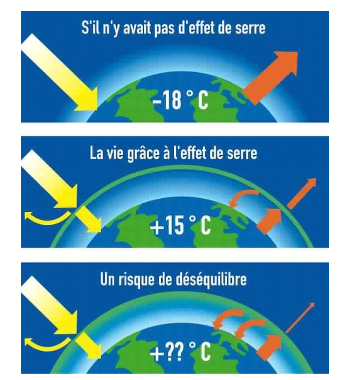 S'il n'y avait pas d'effet de serre
-18°C
La vie grâce à l'effet de serre
+15°C
Un risque de déséquilibre
+??°C